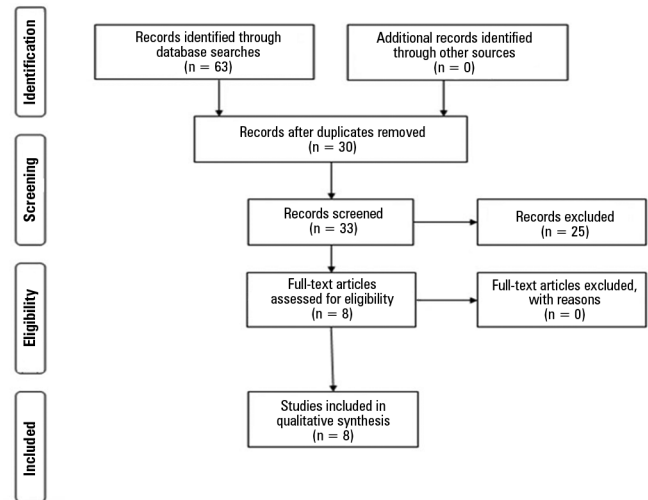 Identification
Records identified through
database searches
(n = 63)
Additional records identified
through other sources
(n = 0)
Records after duplicates removed
(n = 30)
Screening
Records screened
(n = 33)
Records excluded
(n = 25)
Eligibility
Full-text articles
assessed for eligibility
(n = 8)
Full-text articles excluded,
with reasons
(n = 0)
Included
Studies included in
qualitative synthesis
(n = 8)